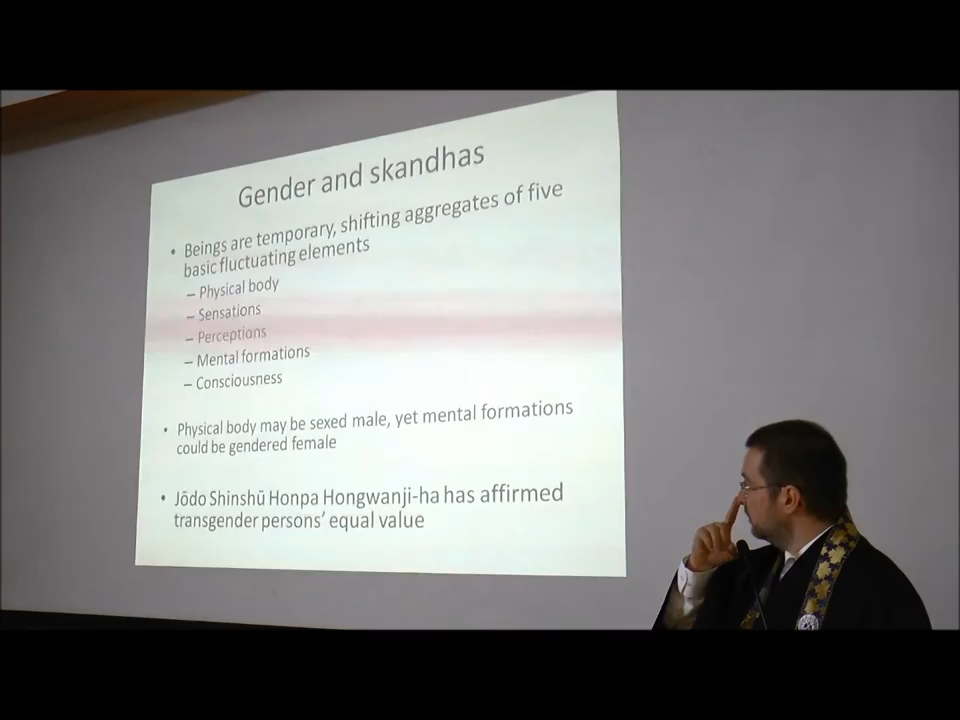 Gender and skandhas
• Beings are temporary, shifting aggregates of five
basic fluctuating elements
– Physical body
– Sensations
– Perceptions
– Mental formations
– Consciousness
• Physical body may be sexed male, yet mental formations
could be gendered female
• Jōdo Shinshū Honpa Hongwanji-ha has affirmed
transgender persons’ equal value